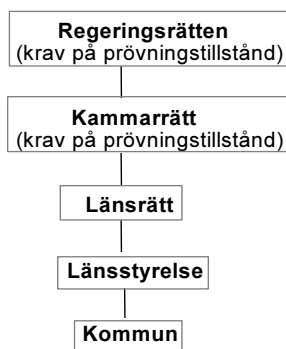 Regeringsrätten
(krav på prövningstillstånd)
Kammarrätt
(krav på prövningstillstånd)
Länsrätt
Länsstyrelse
Kommun